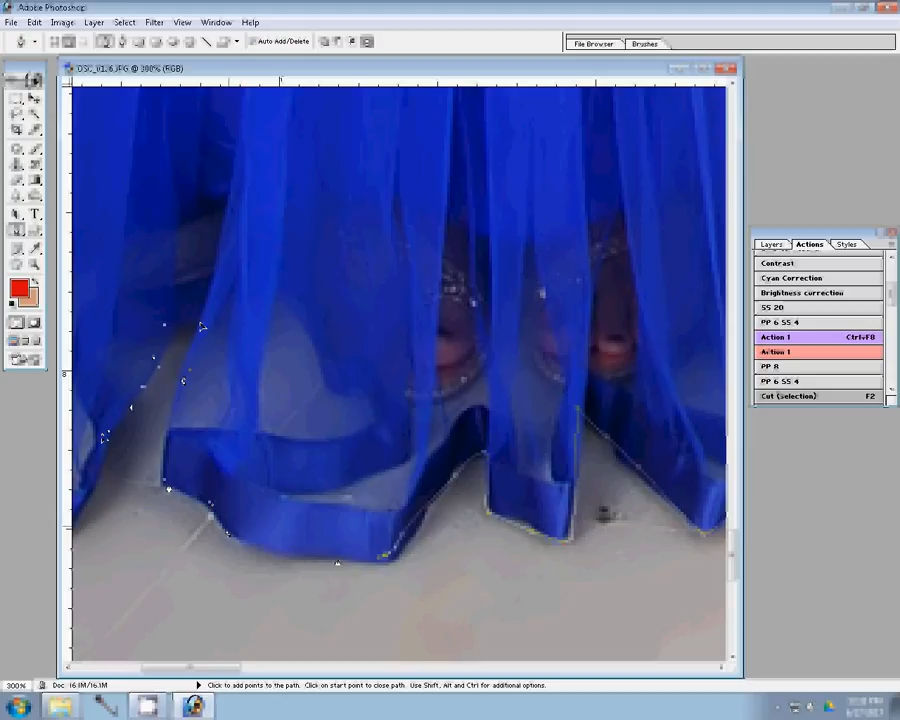 Adobe Photoshop
File Edit Image Layer Select Filter View Window Help
Auto Add/Delete
File Browser Brushes
@ 300% (RGB)
Layers Actions Styles
Contrast
Cyan Correction
Brightness correction
SS 20
PP 6 SS 4
Action 1 Ctrl+F8
Action 1
PP 8
PP 6 SS 4
Cut (selection) F2
300% Doc: 16.1M/16.1M Click to add points to the path. Click on start point to close path. Use Shift, Alt and Ctrl for additional options.